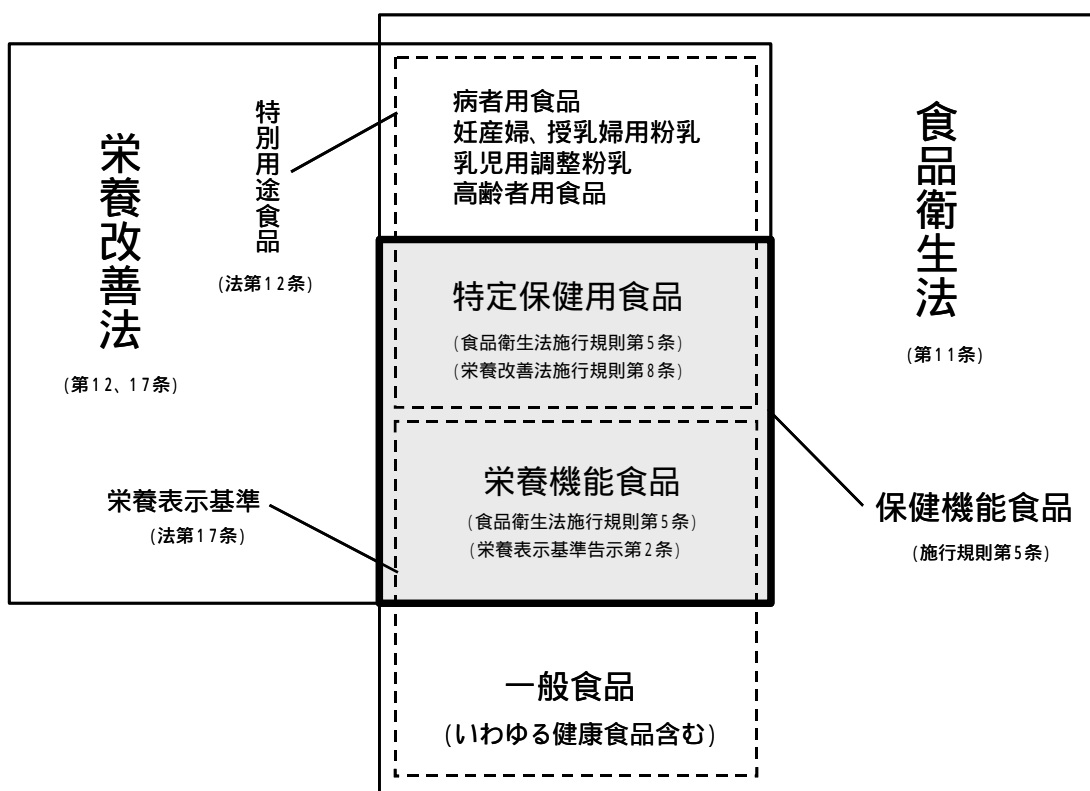 栄養改善法
(第12、17条)
特別用途食品
(法第12条)
病者用食品
妊産婦、授乳婦用粉乳
乳児用調整粉乳
高齢者用食品
食品衛生法
(第11条)
特定保健用食品
(食品衛生法施行規則第5条)
(栄養改善法施行規則第8条)
栄養表示基準
(法第17条)
栄養機能食品
(食品衛生法施行規則第5条)
(栄養表示基準告示第2条)
保健機能食品
(施行規則第5条)
一般食品
(いわゆる健康食品含む)